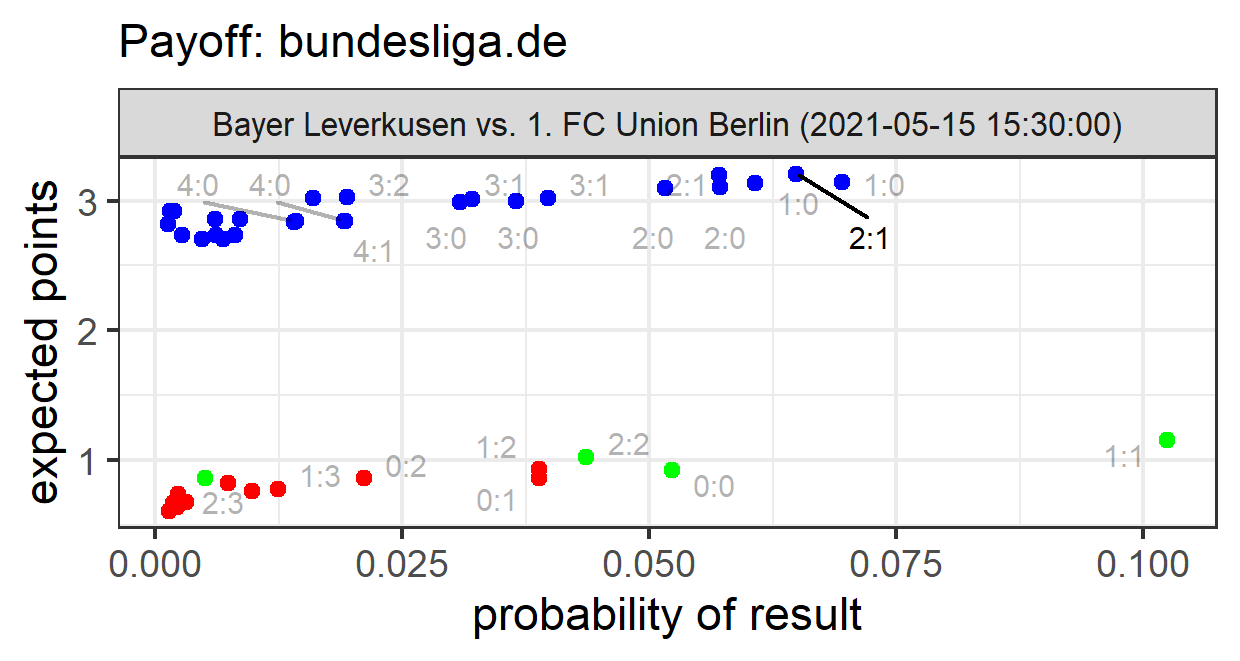 Payoff: bundesliga.de
Bayer Leverkusen vs. 1. FC Union Berlin (2021-05-15 15:30:00)
4:0 4:0 3:2 3:1 3:1 2:1 1:0
1:0
3:0 3:0 2:0 2:0 2:1
4:1
1:2 2:2 1:1
1:3 0:2
2:3 0:1 0:0
3
2
1
expected points
0.000 0.025 0.050 0.075 0.100
probability of result